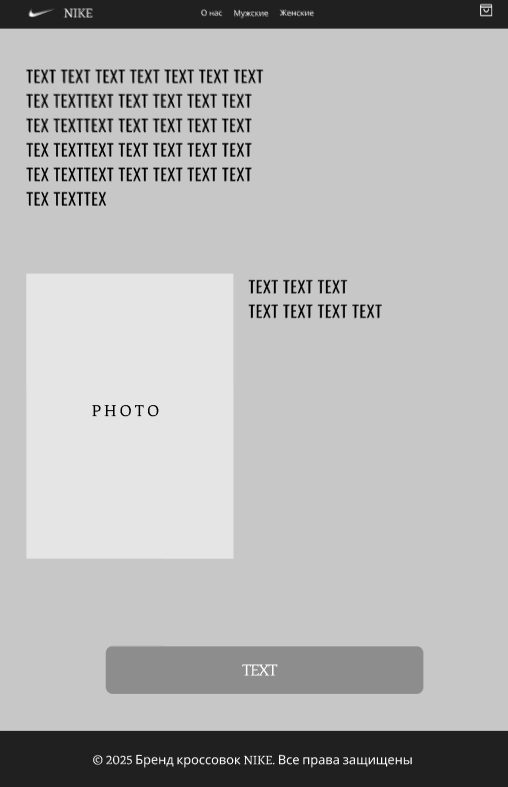 NIKE О нас Мужские Женские
TEXT TEXT TEXT TEXT TEXT TEXT TEXT
TEX TEXTTEXT TEXT TEXT TEXT TEXT
TEX TEXTTEXT TEXT TEXT TEXT TEXT
TEX TEXTTEXT TEXT TEXT TEXT TEXT
TEX TEXTTEXT TEXT TEXT TEXT TEXT
TEX TEXTTEX
TEXT TEXT TEXT
TEXT TEXT TEXT TEXT
PHOTO
TEXT
© 2025 Бренд кроссовок NIKE. Все права защищены